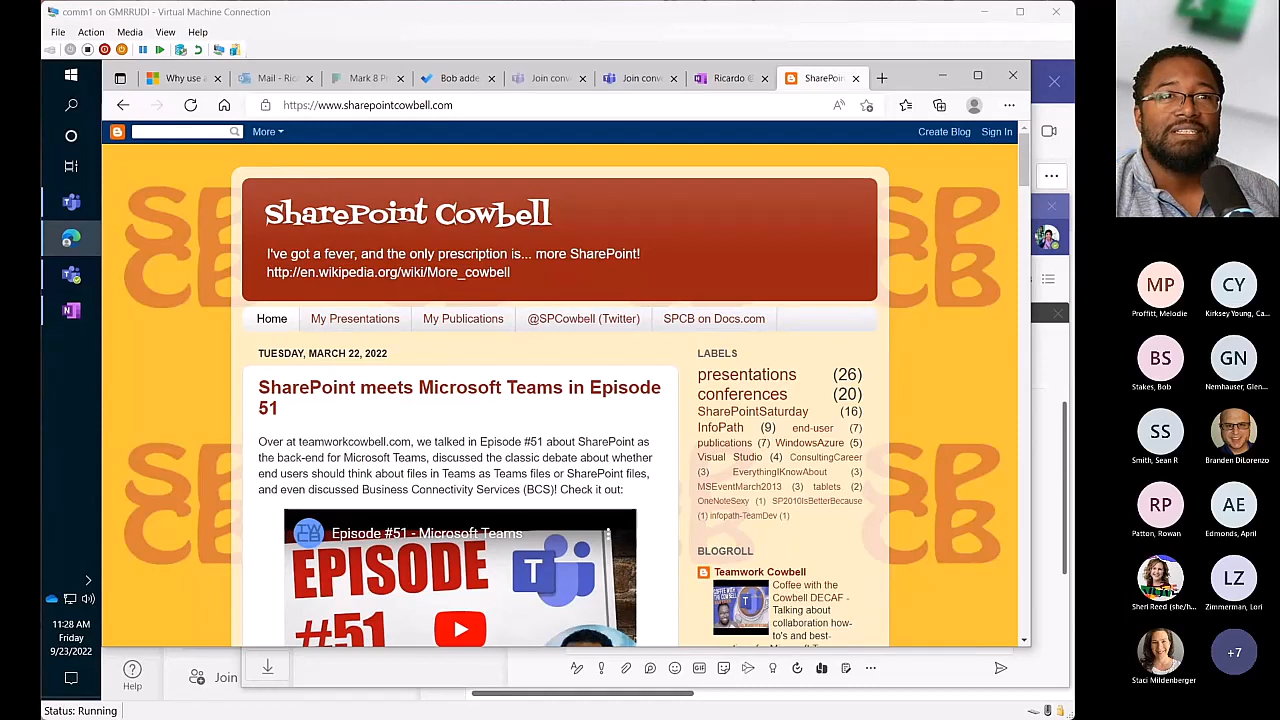 comm1 on GMRRUDI - Virtual Machine Connection
File Action Media View Help
Why use a Mail - Ric Mark 8 P Bob adde Join conv Join conv Ricardo @ SharePoin
https://www.sharepointcowbell.com
More Create Blog Sign In
SPCB
SPCB
SPCB
SPCB
SharePoint Cowbell
I've got a fever, and the only prescription is... more SharePoint!
http://en.wikipedia.org/wiki/More_cowbell
Home My Presentations My Publications @SPCowbell (Twitter) SPCB on Docs.com
TUESDAY, MARCH 22, 2022
SharePoint meets Microsoft Teams in Episode
51
Over at teamworkcowbell.com, we talked in Episode #51 about SharePoint as
the back-end for Microsoft Teams, discussed the classic debate about whether
end users should think about files in Teams as Teams files or SharePoint files,
and even discussed Business Connectivity Services (BCS)! Check it out:
TWCB
Episode #51 - Microsoft Teams
EPISODE
#51
T
LABELS
presentations (26)
conferences (20)
SharePointSaturday (16)
InfoPath (9) end-user (7)
publications (7) WindowsAzure (5)
Visual Studio (4) ConsultingCareer
(3) EverythingIKnowAbout (3)
MSEventMarch2013 (3) tablets (2)
OneNoteSexy (1) SP2010IsBetterBecause
(1) infopath-TeamDev (1)
BLOGROLL
Teamwork Cowbell
Coffee with the
Cowbell DECAF -
Talking about
collaboration how-
to's and best-
11:28 AM
Friday
9/23/2022
Help
Join
GIF
Status: Running
MP
Proffitt, Melodie
CY
Kirksey Young, Ca...
BS
Stakes, Bob
GN
Nemhauser, Glen...
SS
Smith, Sean R
Branden DiLorenzo
RP
Patton, Rowan
AE
Edmonds, April
Sheri Reed (she/h...
LZ
Zimmerman, Lori
Staci Mildenberger
+7